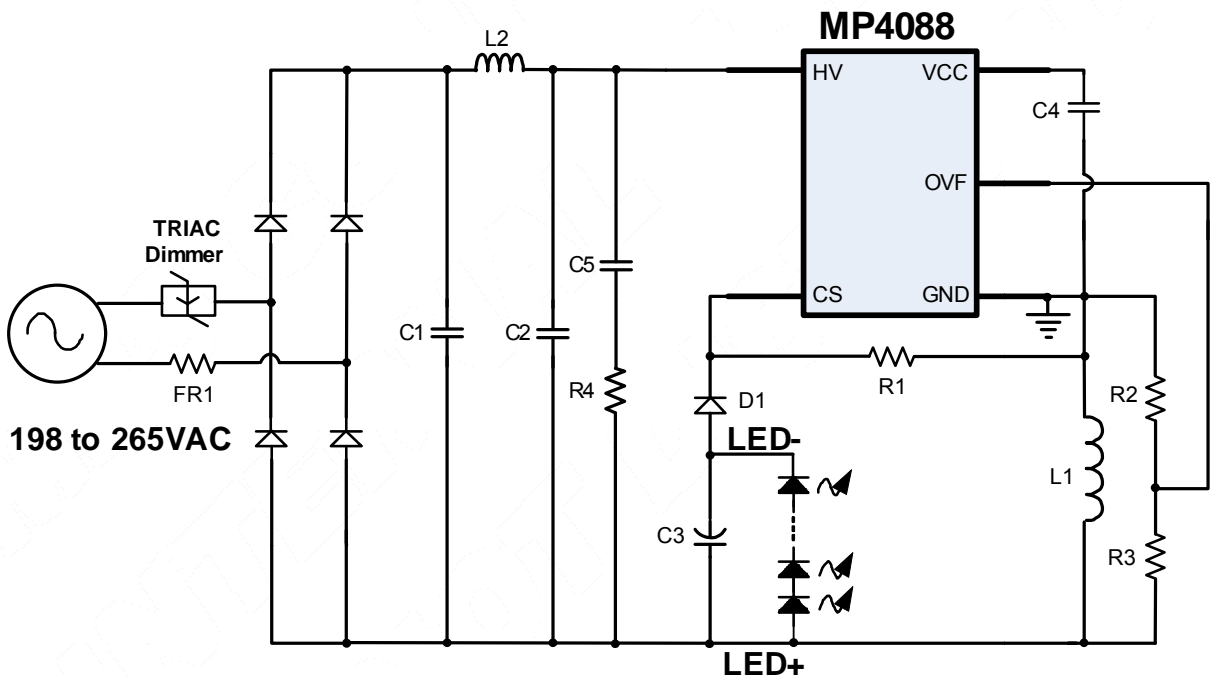 MP4088
L2
HV
VCC
C4
OVF
TRIAC
Dimmer
C5
CS
GND
C1
C2
R4
R1
FR1
D1
R2
198 to 265VAC
LED-
L1
C3
R3
LED+